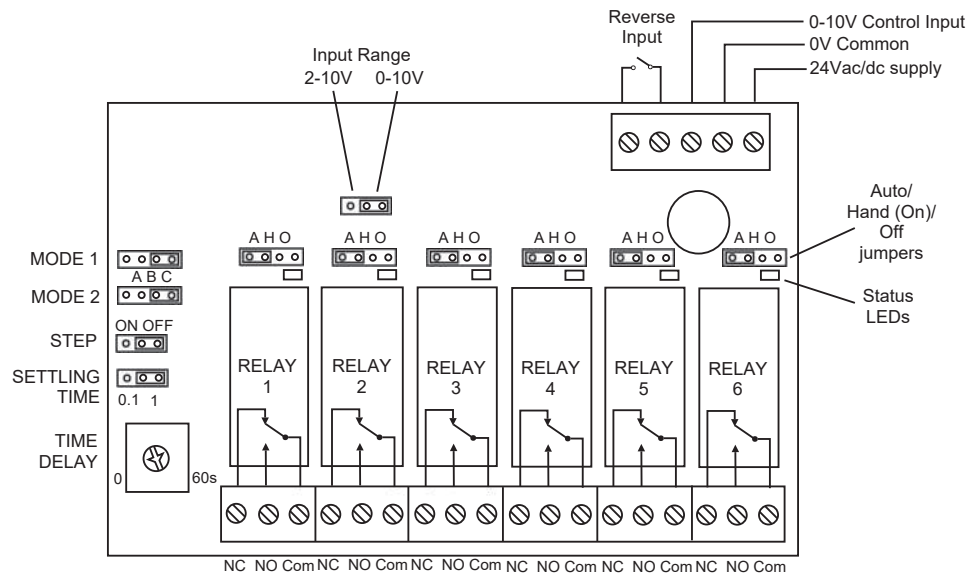 Reverse
Input
0-10V Control Input
0V Common
24Vac/dc supply
Input Range
2-10V 0-10V
Auto/
Hand (On)/
Off
jumpers
A H O A H O A H O A H O A H O A H O
MODE 1
A B C
MODE 2
Status
LEDs
ON OFF
STEP
SETTLING
TIME
0.1 1
RELAY
1
RELAY
2
RELAY
3
RELAY
4
RELAY
5
RELAY
6
TIME
DELAY
0 60s
NC NO Com NC NO Com NC NO Com NC NO Com NC NO Com NC NO Com